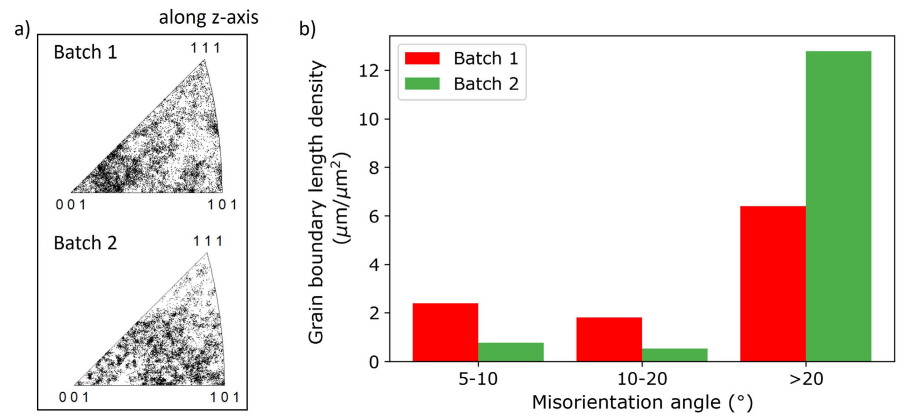 a)
along z-axis
Batch 1
1 1 1
0 0 1
1 0 1
Batch 2
1 1 1
0 0 1
1 0 1
b)
Grain boundary length density
(μm/μm²)
12
10
8
6
4
2
0
Batch 1
Batch 2
5-10
10-20
>20
Misorientation angle (°)